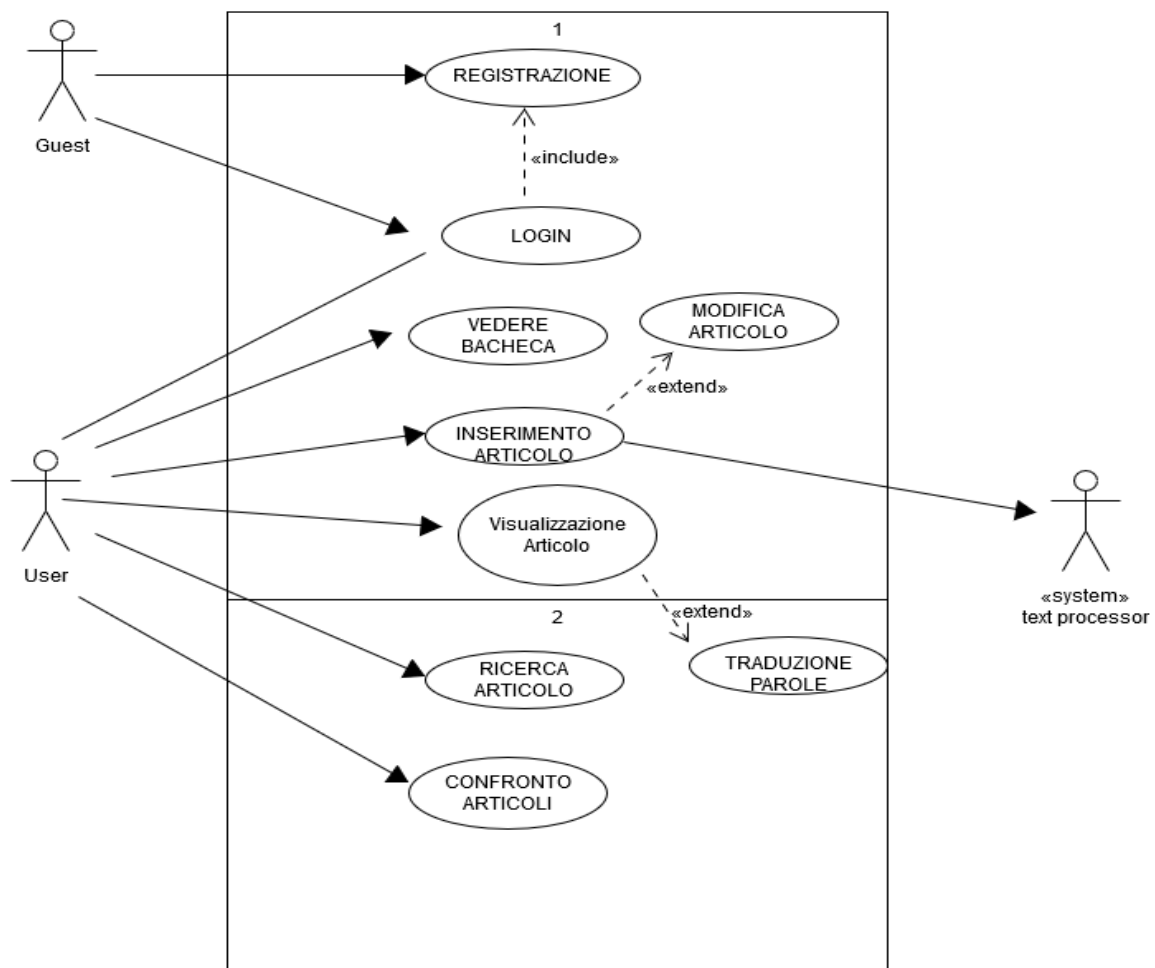 1
REGISTRAZIONE
Guest
«include»
LOGIN
MODIFICA
ARTICOLO
VEDERE
BACHECA
«extend»
INSERIMENTO
ARTICOLO
Visualizzazione
Articolo
User
«system»
text processor
2
«extend»
RICERCA
ARTICOLO
TRADUZIONE
PAROLE
CONFRONTO
ARTICOLI